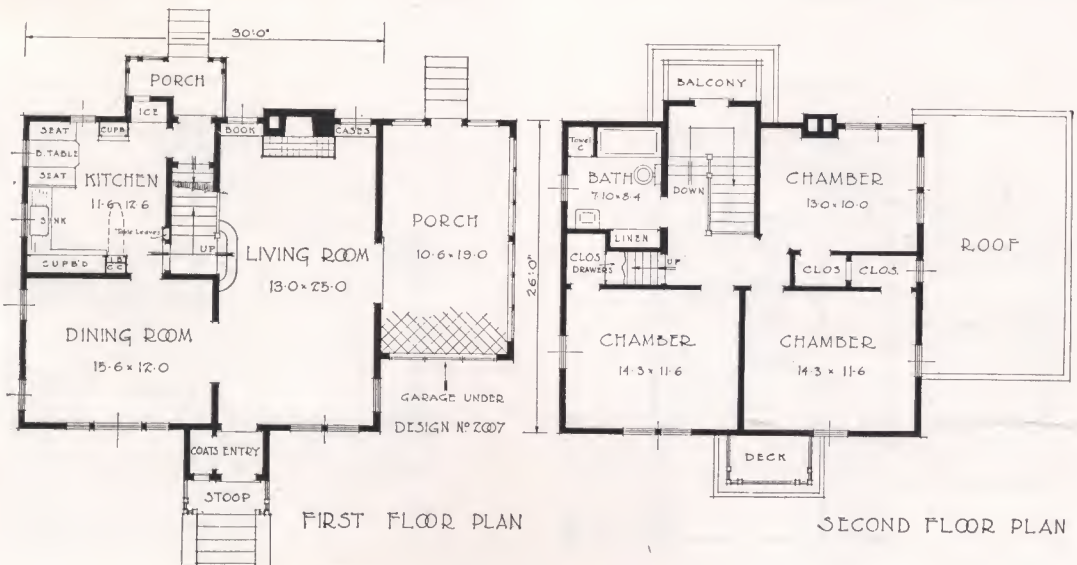 30'0"
PORCH
ICE
SEAT
CUPB
B. TABLE
SEAT
KITCHEN
11-6 × 12-6
SINK
Table Leaves
CUPB'D
I.B.
C.C.
UP
BOOK
CASES
LIVING ROOM
13-0 × 25-0
PORCH
10-6 × 19-0
DINING ROOM
15-6 × 12-0
GARAGE UNDER
DESIGN Nº 2007
26'0"
COATS
ENTRY
STOOP
FIRST FLOOR PLAN
BALCONY
Towel
C
BATH
7-10 × 8-4
DOWN
LINEN
CLOS
DRAWERS
UP
CHAMBER
13-0 × 10-0
CLOS
CLOS.
ROOF
CHAMBER
14-3 × 11-6
CHAMBER
14-3 × 11-6
DECK
SECOND FLOOR PLAN